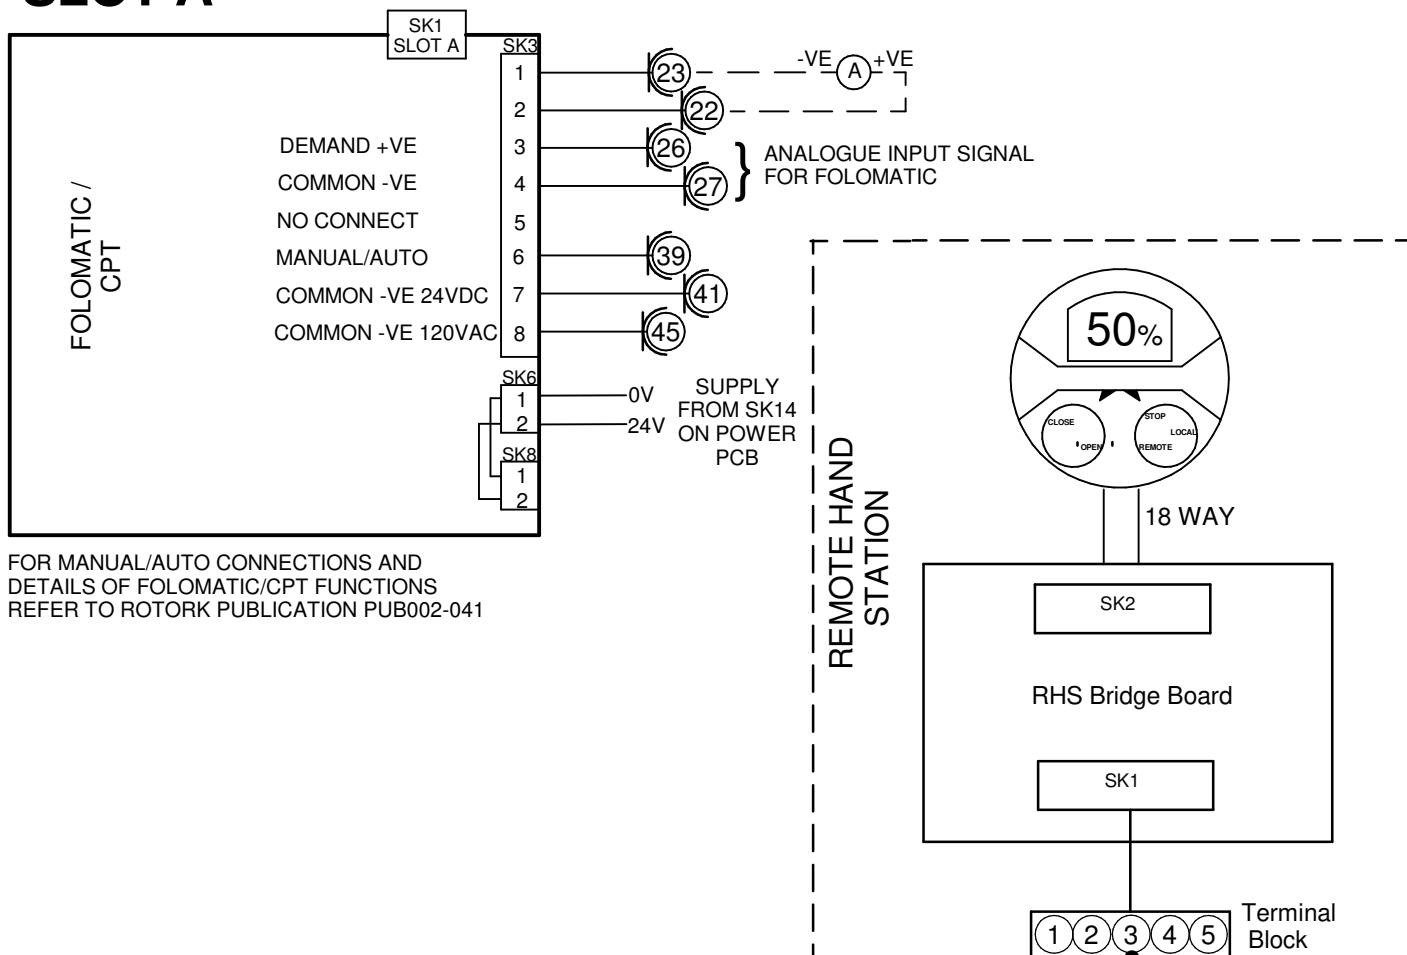 SLOT A
SK1
SLOT A
SK3
1
23
-VE
A
+VE
2
22
DEMAND +VE
3
26
ANALOGUE INPUT SIGNAL
FOR FOLOMATIC
COMMON -VE
4
27
NO CONNECT
5
MANUAL/AUTO
6
39
COMMON -VE 24VDC
7
41
COMMON -VE 120VAC
8
45
FOLOMATIC /
CPT
SK6
1
0V
2
24V
SUPPLY
FROM SK14
ON POWER
PCB
SK8
1
2
FOR MANUAL/AUTO CONNECTIONS AND
DETAILS OF FOLOMATIC/CPT FUNCTIONS
REFER TO ROTORK PUBLICATION PUB002-041
REMOTE HAND
STATION
50%
CLOSE
OPEN
STOP
LOCAL
REMOTE
18 WAY
SK2
RHS Bridge Board
SK1
Terminal
Block
1 2 3 4 5